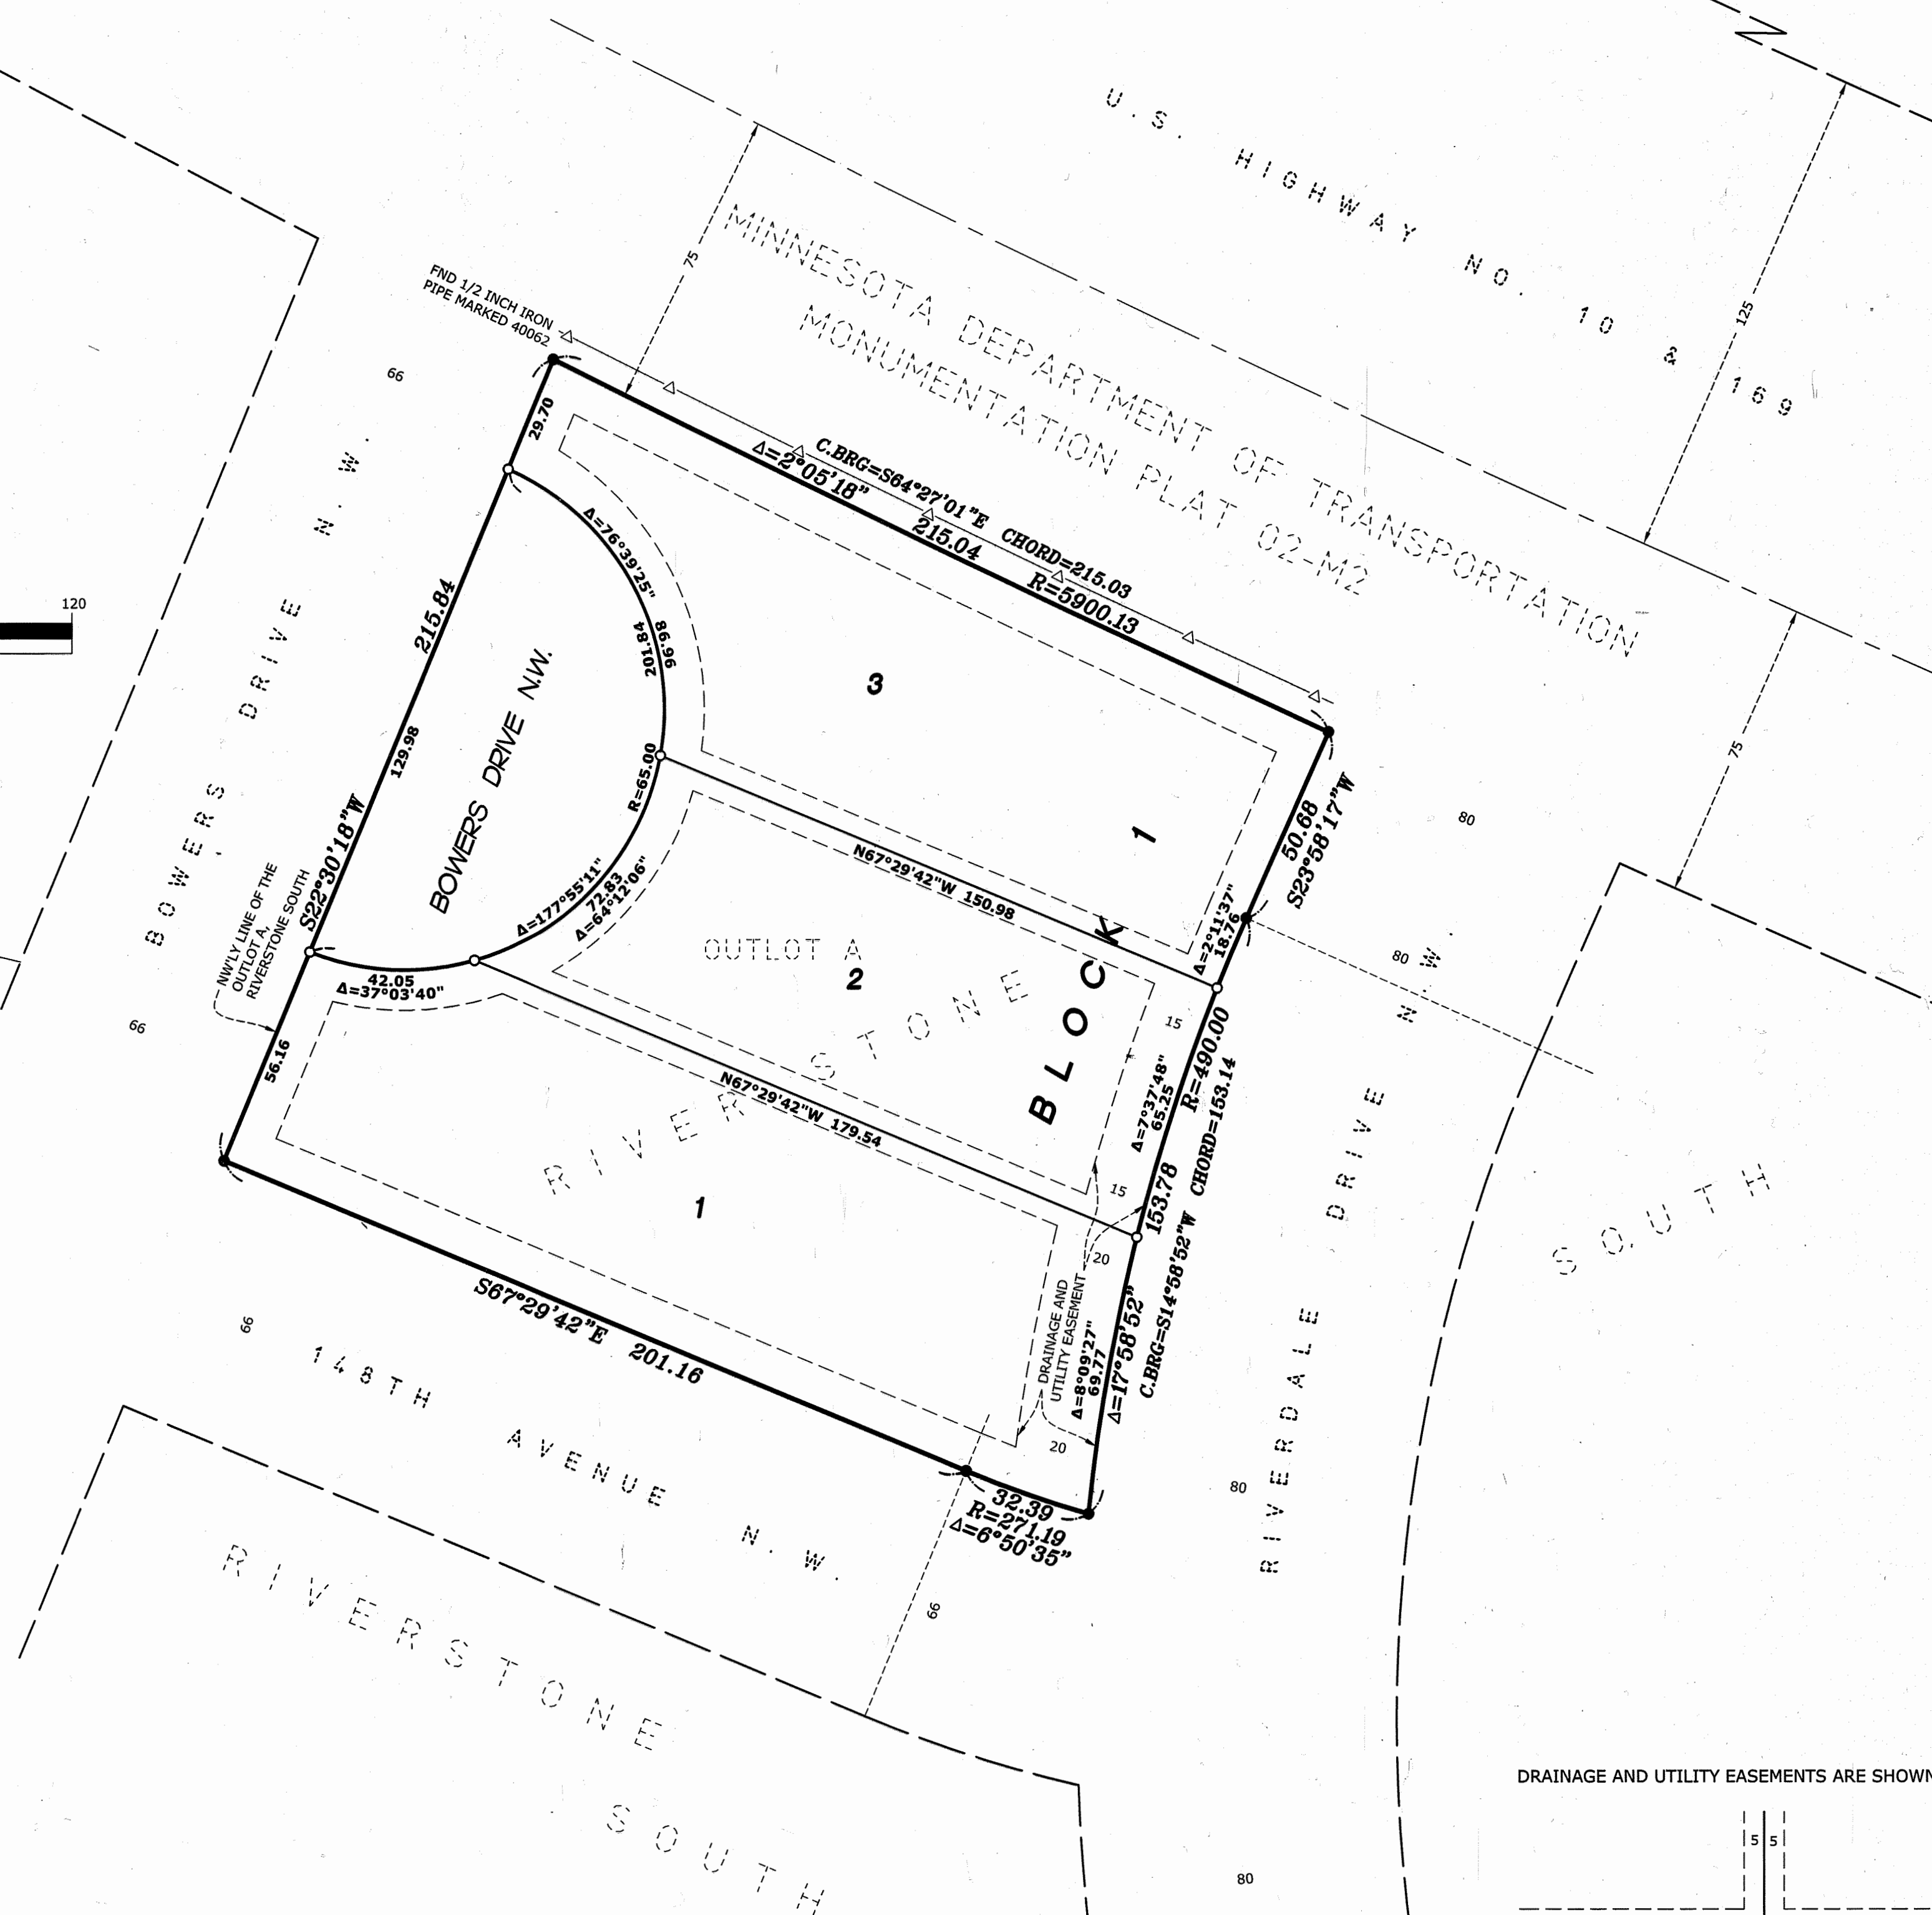 U.S. HIGHWAY NO. 10 & 169
125
75
MINNESOTA DEPARTMENT OF TRANSPORTATION
MONUMENTATION PLAT 02-M2
FND 1/2 INCH IRON
PIPE MARKED 40062
66
120
BOWERS DRIVE N.W.
29.70
C.BRG=S64°27'01"E CHORD=215.03
Δ=2°05'18"
215.04
R=5900.13
Δ=76°39'25"
201.84
86.96
215.84
129.98
S22°30'18"W
BOWERS DRIVE N.W.
3
R=65.00
1
75
80
50.68
S23°58'17"W
N67°29'42"W 150.98
Δ=2°11'37"
18.76
Δ=177°55'11"
72.83
Δ=64°12'06"
NW'LY LINE OF THE
OUTLOT A,
RIVERSTONE SOUTH
42.05
Δ=37°03'40"
OUTLOT A
2
BLOCK
80
66
56.16
15
R=490.00
Δ=7°37'48"
65.25
CHORD=153.14
N67°29'42"W 179.54
RIVERSTONE
SOUTH
15
153.78
1
20
C.BRG=S14°58'52"W
DRAINAGE AND
UTILITY EASEMENT
Δ=8°09'27"
69.77
Δ=17°58'52"
S67°29'42"E 201.16
66
148TH AVENUE N.W.
20
32.39
R=271.19
Δ=6°50'35"
RIVERDALE DRIVE N.W.
80
66
RIVERSTONE
SOUTH
80
DRAINAGE AND UTILITY EASEMENTS ARE SHOWN
5 5